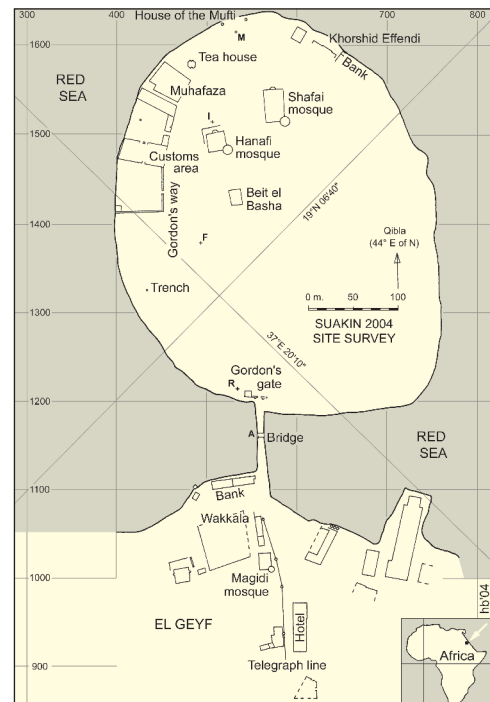 300
400
700
800
House of the Mufti
M
Khorshid Effendi
Bank
1600
Tea house
RED
SEA
Muhafaza
Shafai
mosque
I
1500
Hanafi
mosque
Customs
area
Beit el
Basha
Gordon's way
19°N 06'40"
1400
F
Qibla
(44° E of N)
Trench
1300
0 m. 50 100
SUAKIN 2004
SITE SURVEY
37°E 20'10"
Gordon's
gate
R
1200
A
Bridge
RED
SEA
1100
Bank
Wakkala
1000
Magidi
mosque
EL GEYF
Hotel
hb'04
Africa
900
Telegraph line